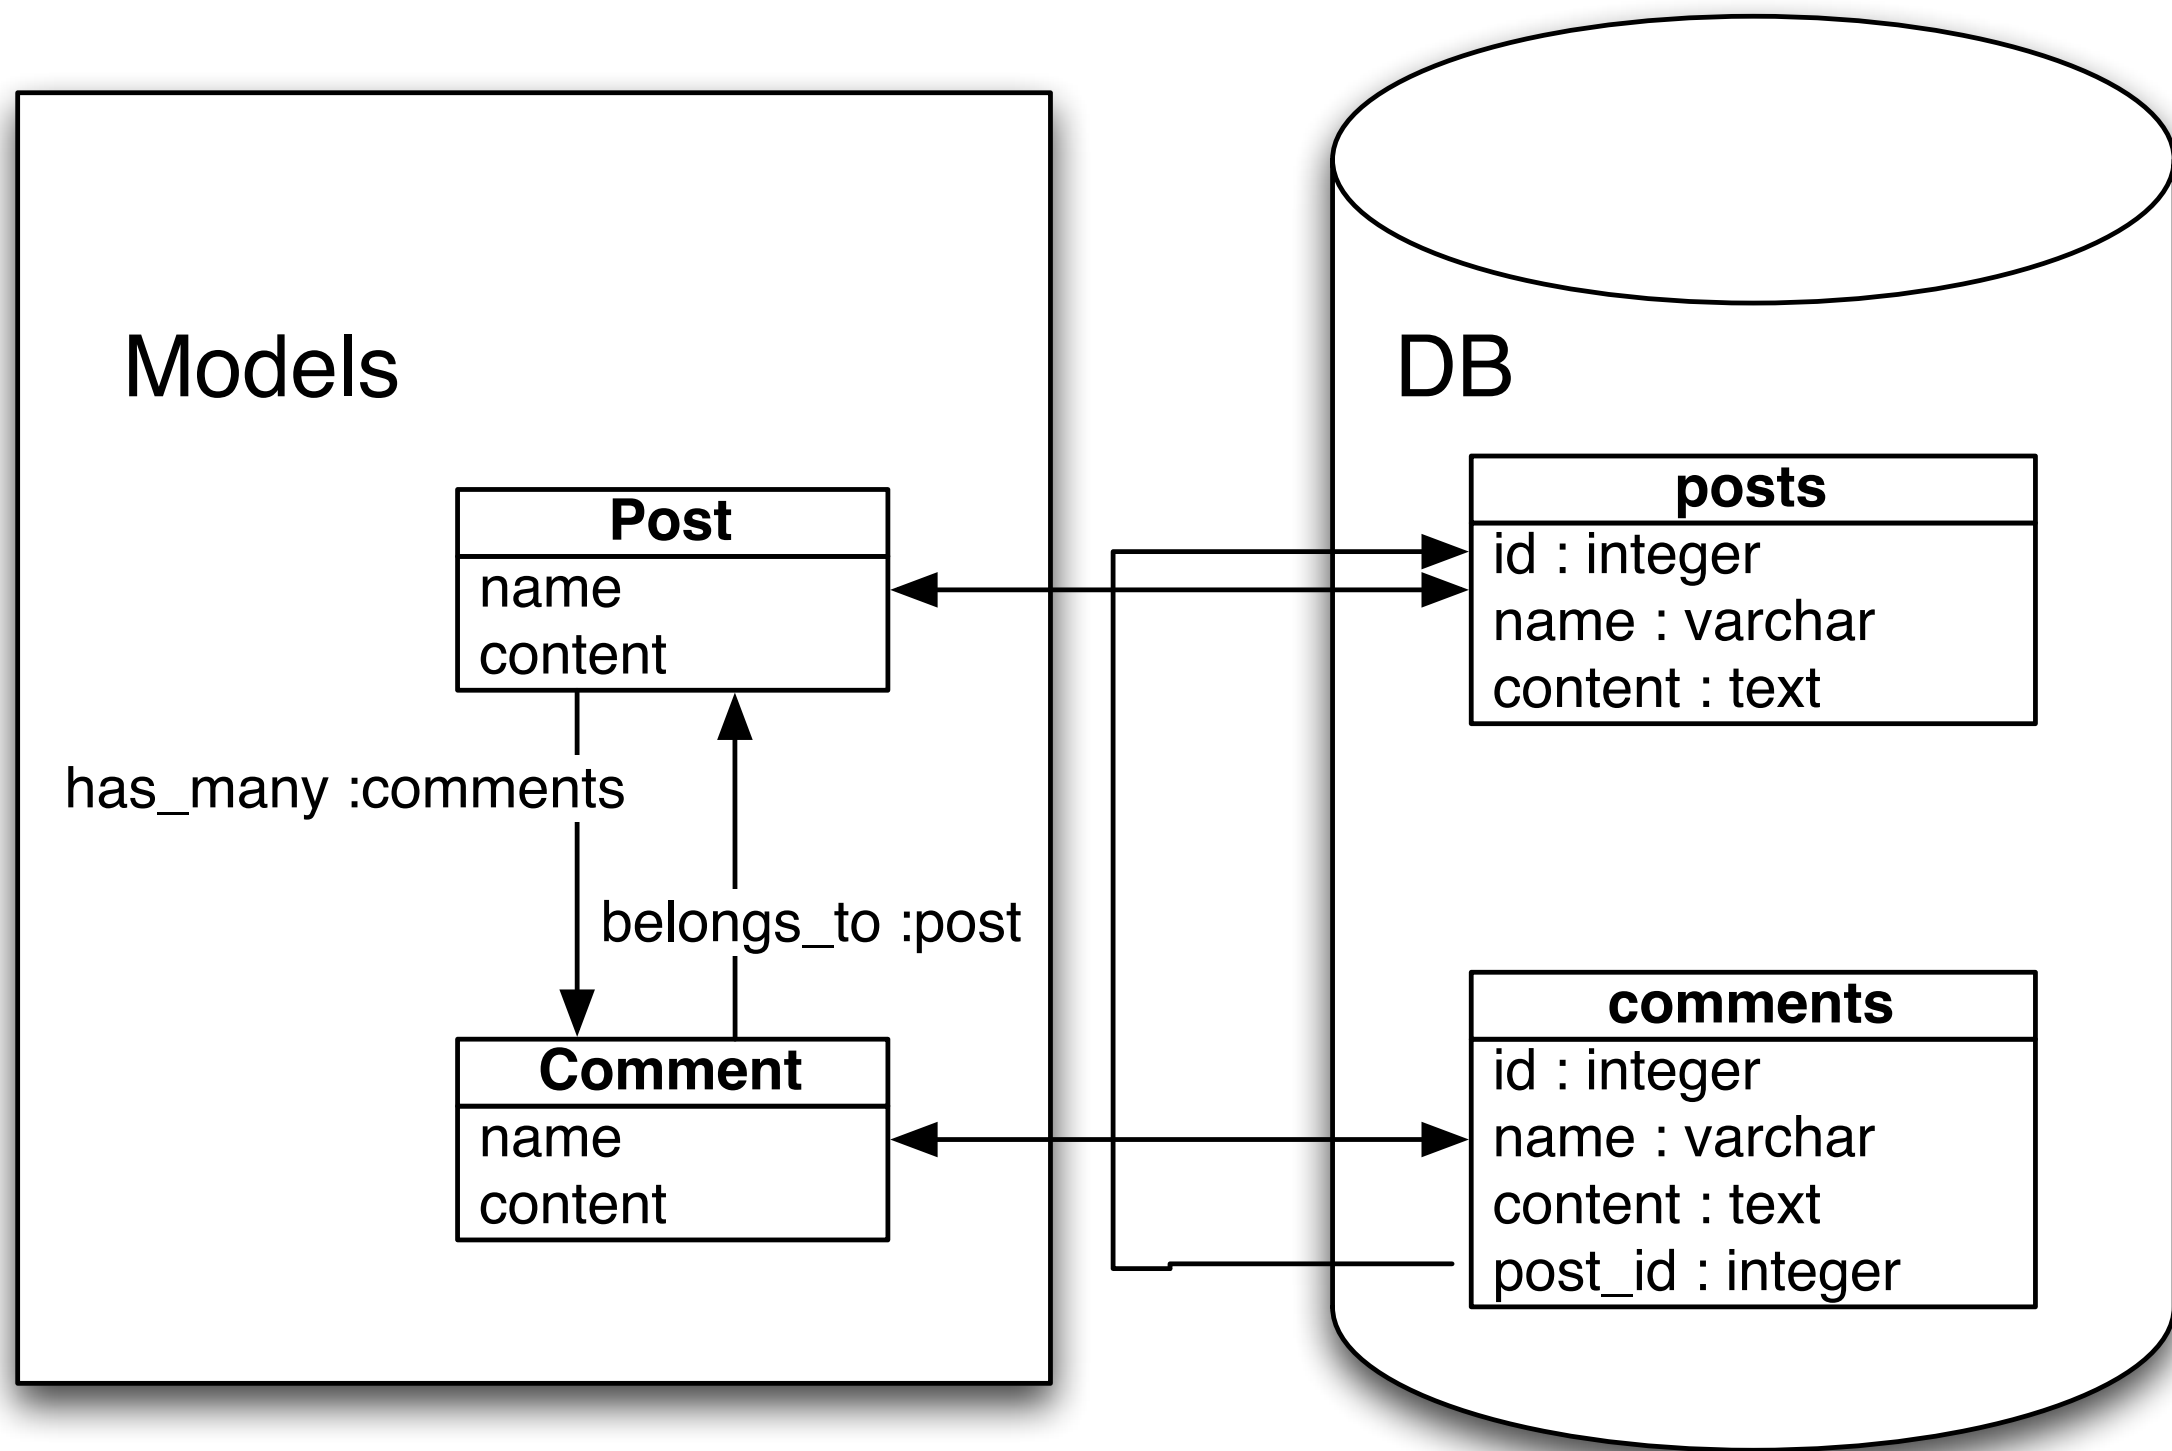 Models
Post
name
content
has_many :comments
belongs_to :post
Comment
name
content
DB
posts
id : integer
name : varchar
content : text
comments
id : integer
name : varchar
content : text
post_id : integer